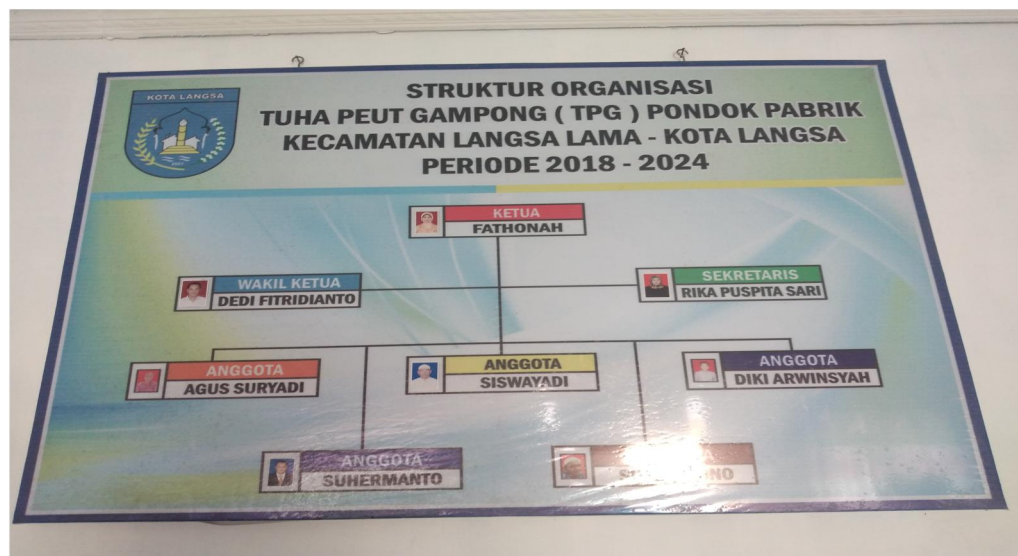 KOTA LANGSA
STRUKTUR ORGANISASI
TUHA PEUT GAMPONG ( TPG ) PONDOK PABRIK
KECAMATAN LANGSA LAMA - KOTA LANGSA
PERIODE 2018 - 2024
KETUA
FATHONAH
WAKIL KETUA
DEDI FITRIDIANTO
SEKRETARIS
RIKA PUSPITA SARI
ANGGOTA
AGUS SURYADI
ANGGOTA
SISWAYADI
ANGGOTA
DIKI ARWINSYAH
ANGGOTA
SUHERMANTO